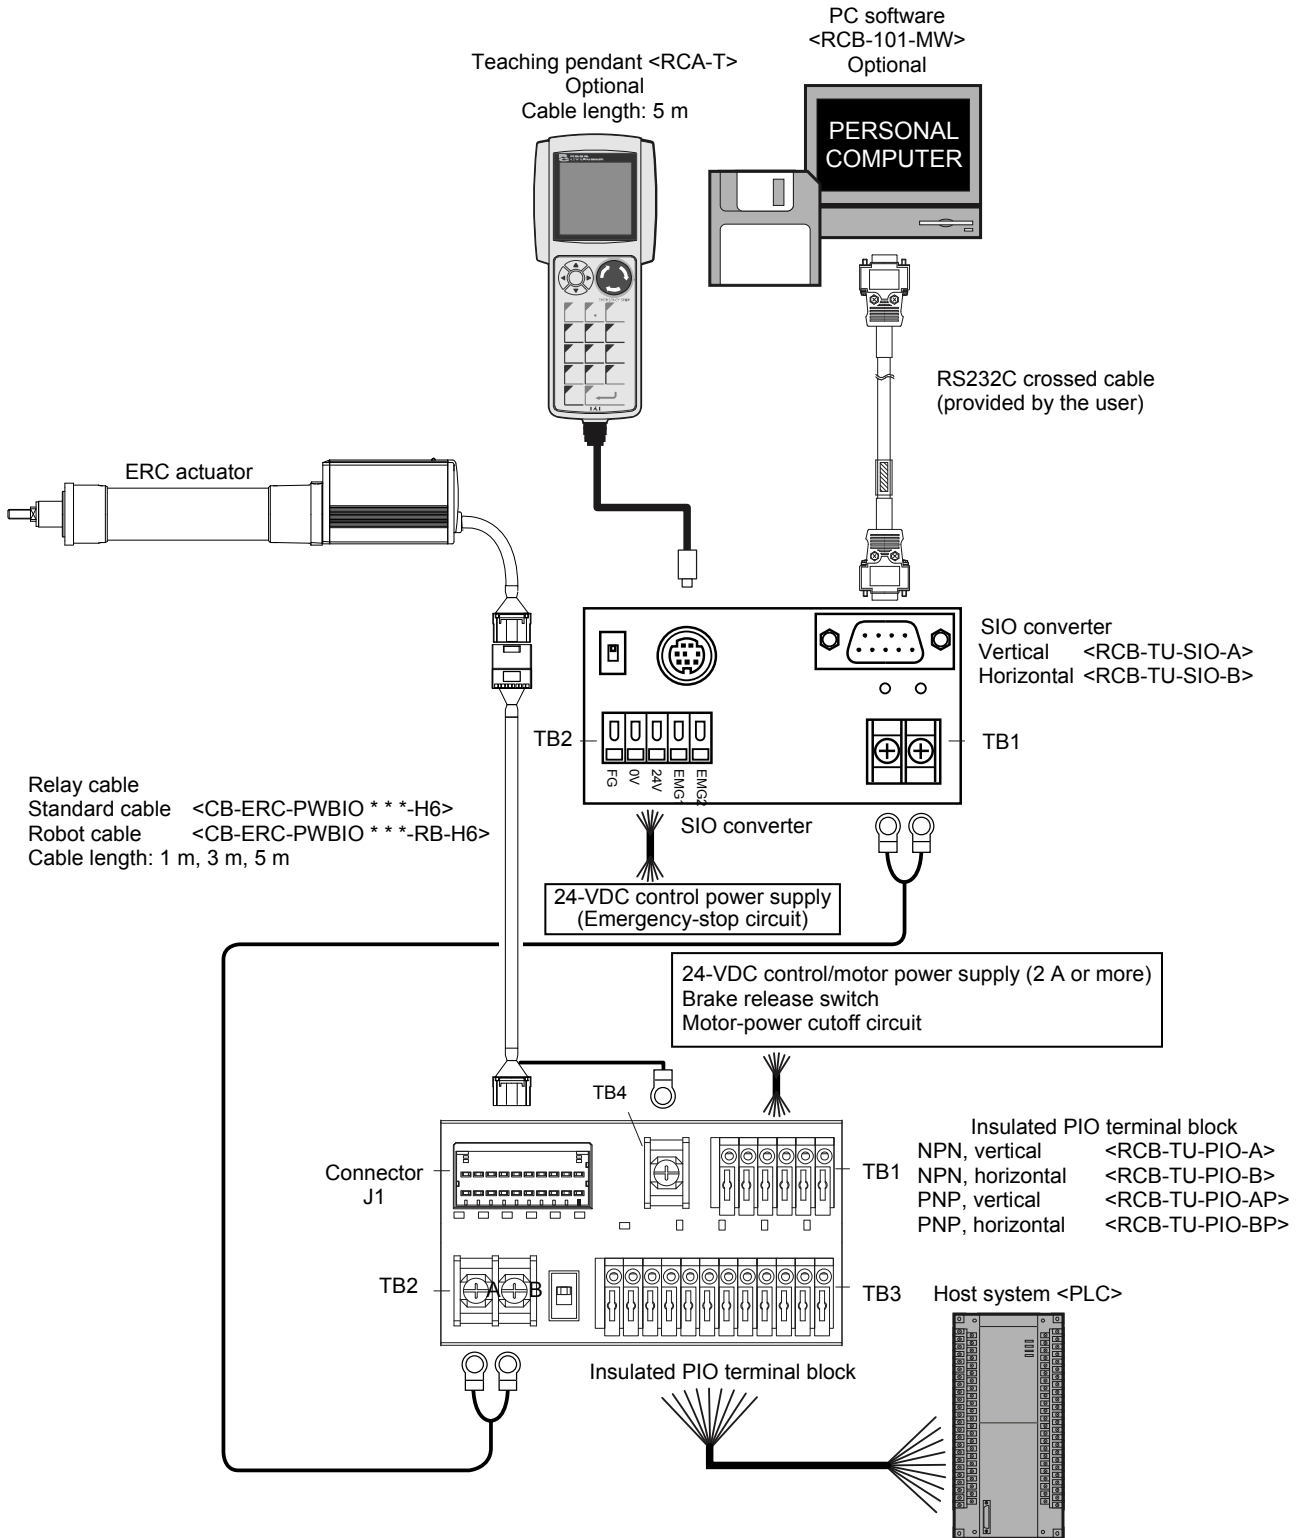 PC software
<RCB-101-MW>
Optional
Teaching pendant <RCA-T>
Optional
Cable length: 5 m
PERSONAL
COMPUTER
RS232C crossed cable
(provided by the user)
ERC actuator
SIO converter
Vertical <RCB-TU-SIO-A>
Horizontal <RCB-TU-SIO-B>
TB2
TB1
FG
0V
24V
EMG1
EMG2
SIO converter
Relay cable
Standard cable <CB-ERC-PWBIO * * *-H6>
Robot cable <CB-ERC-PWBIO * * *-RB-H6>
Cable length: 1 m, 3 m, 5 m
24-VDC control power supply
(Emergency-stop circuit)
24-VDC control/motor power supply (2 A or more)
Brake release switch
Motor-power cutoff circuit
TB4
Connector
J1
TB1
Insulated PIO terminal block
NPN, vertical <RCB-TU-PIO-A>
NPN, horizontal <RCB-TU-PIO-B>
PNP, vertical <RCB-TU-PIO-AP>
PNP, horizontal <RCB-TU-PIO-BP>
TB2
A
B
TB3
Host system <PLC>
Insulated PIO terminal block